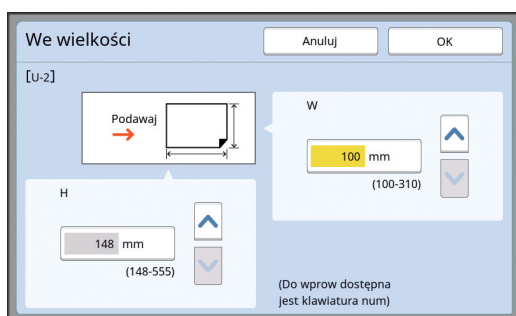 We wielkości
Anuluj
OK
[U-2]
Podawaj
W
100 mm
(100-310)
H
148 mm
(148-555)
(Do wprow dostępna
jest klawiatura num)